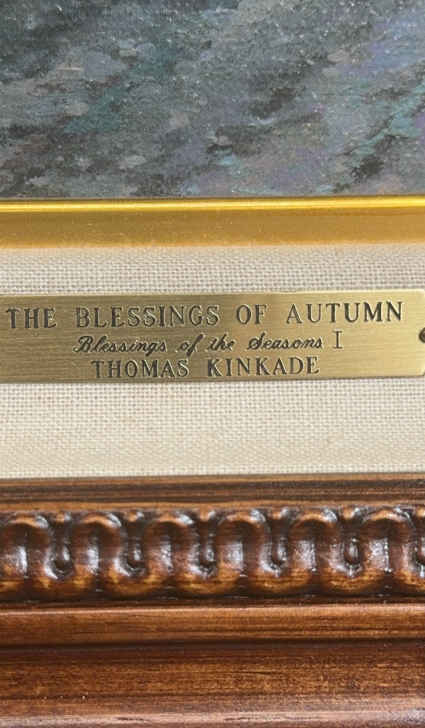 THE BLESSINGS OF AUTUMN
Blessings of the Seasons I
THOMAS KINKADE